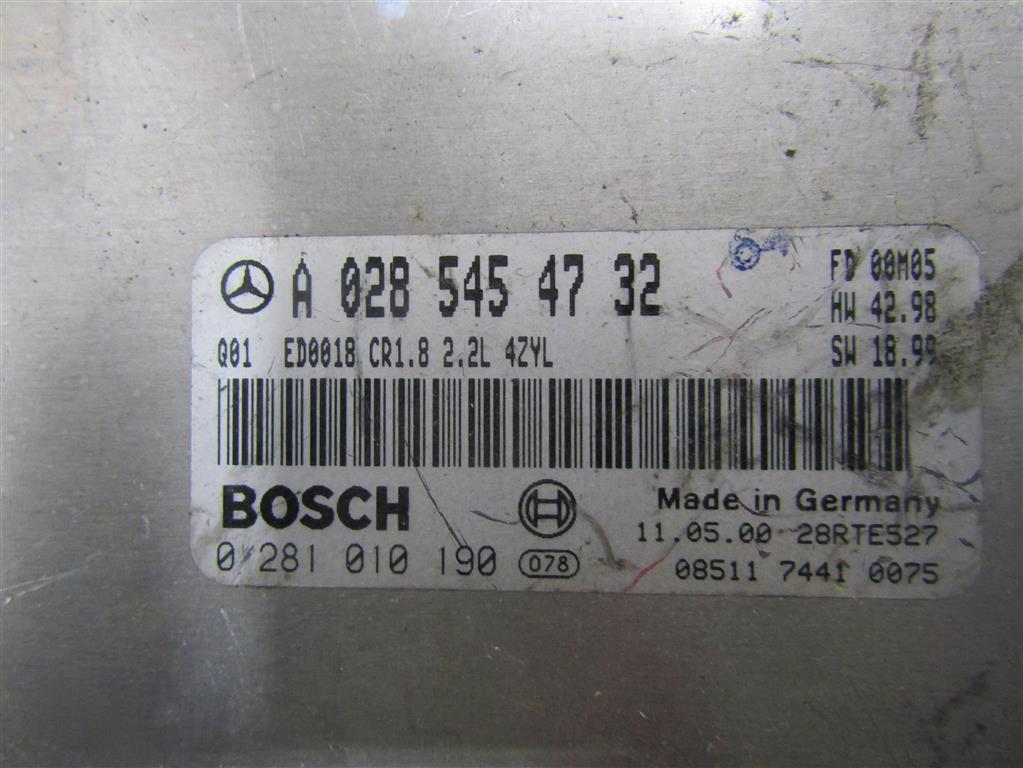 A 028 545 47 32
FD 00M05
HW 42.98
Q01 ED0018 CR1.8 2.2L 4ZYL
SW 18.99
BOSCH
Made in Germany
11.05.00 28RTE527
0 281 010 190 078
08511 7441 0075